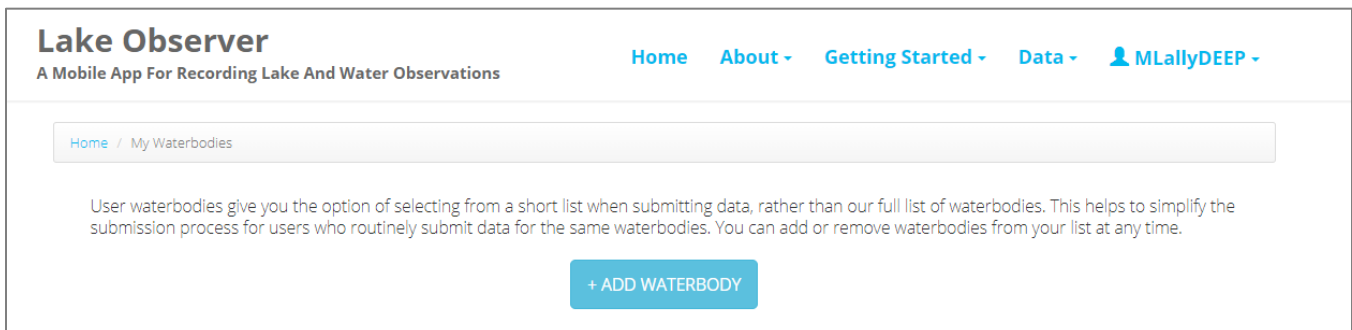 Lake Observer
A Mobile App For Recording Lake And Water Observations
Home About Getting Started Data MLallyDEEP
Home / My Waterbodies
User waterbodies give you the option of selecting from a short list when submitting data, rather than our full list of waterbodies. This helps to simplify the
submission process for users who routinely submit data for the same waterbodies. You can add or remove waterbodies from your list at any time.
+ ADD WATERBODY